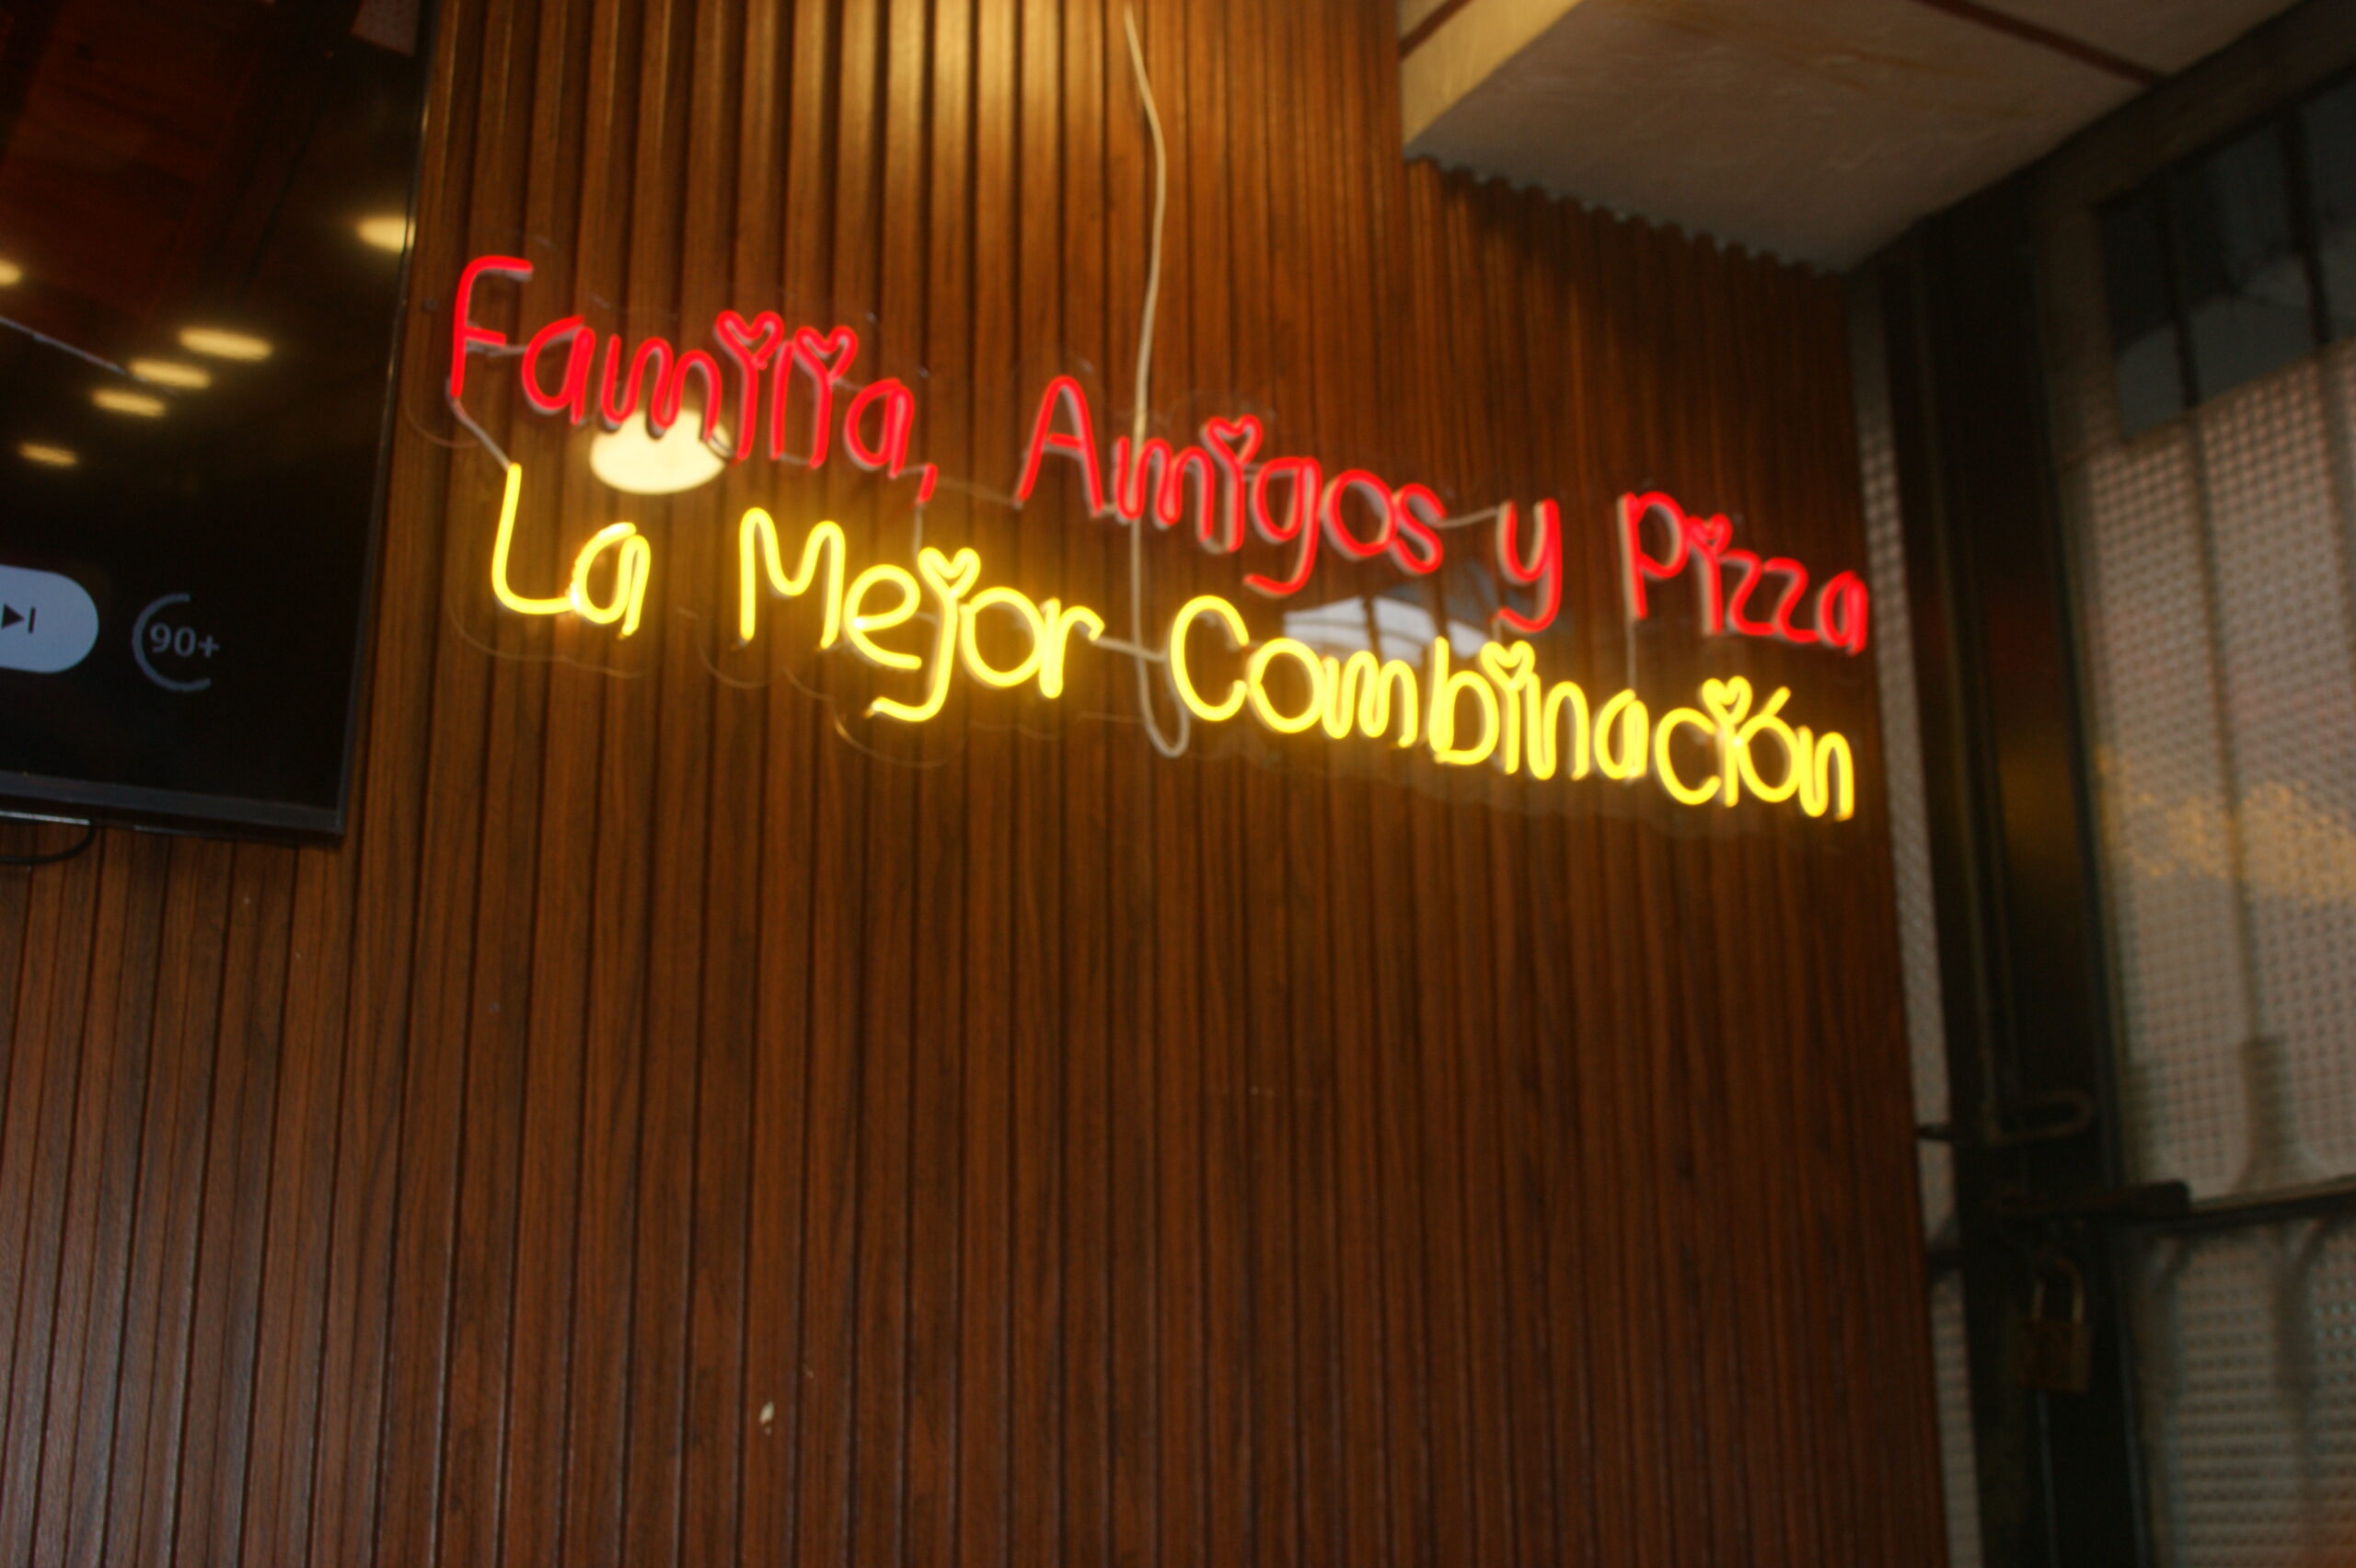 Familia, Amigos y Pizza
La Mejor Combinación
90+